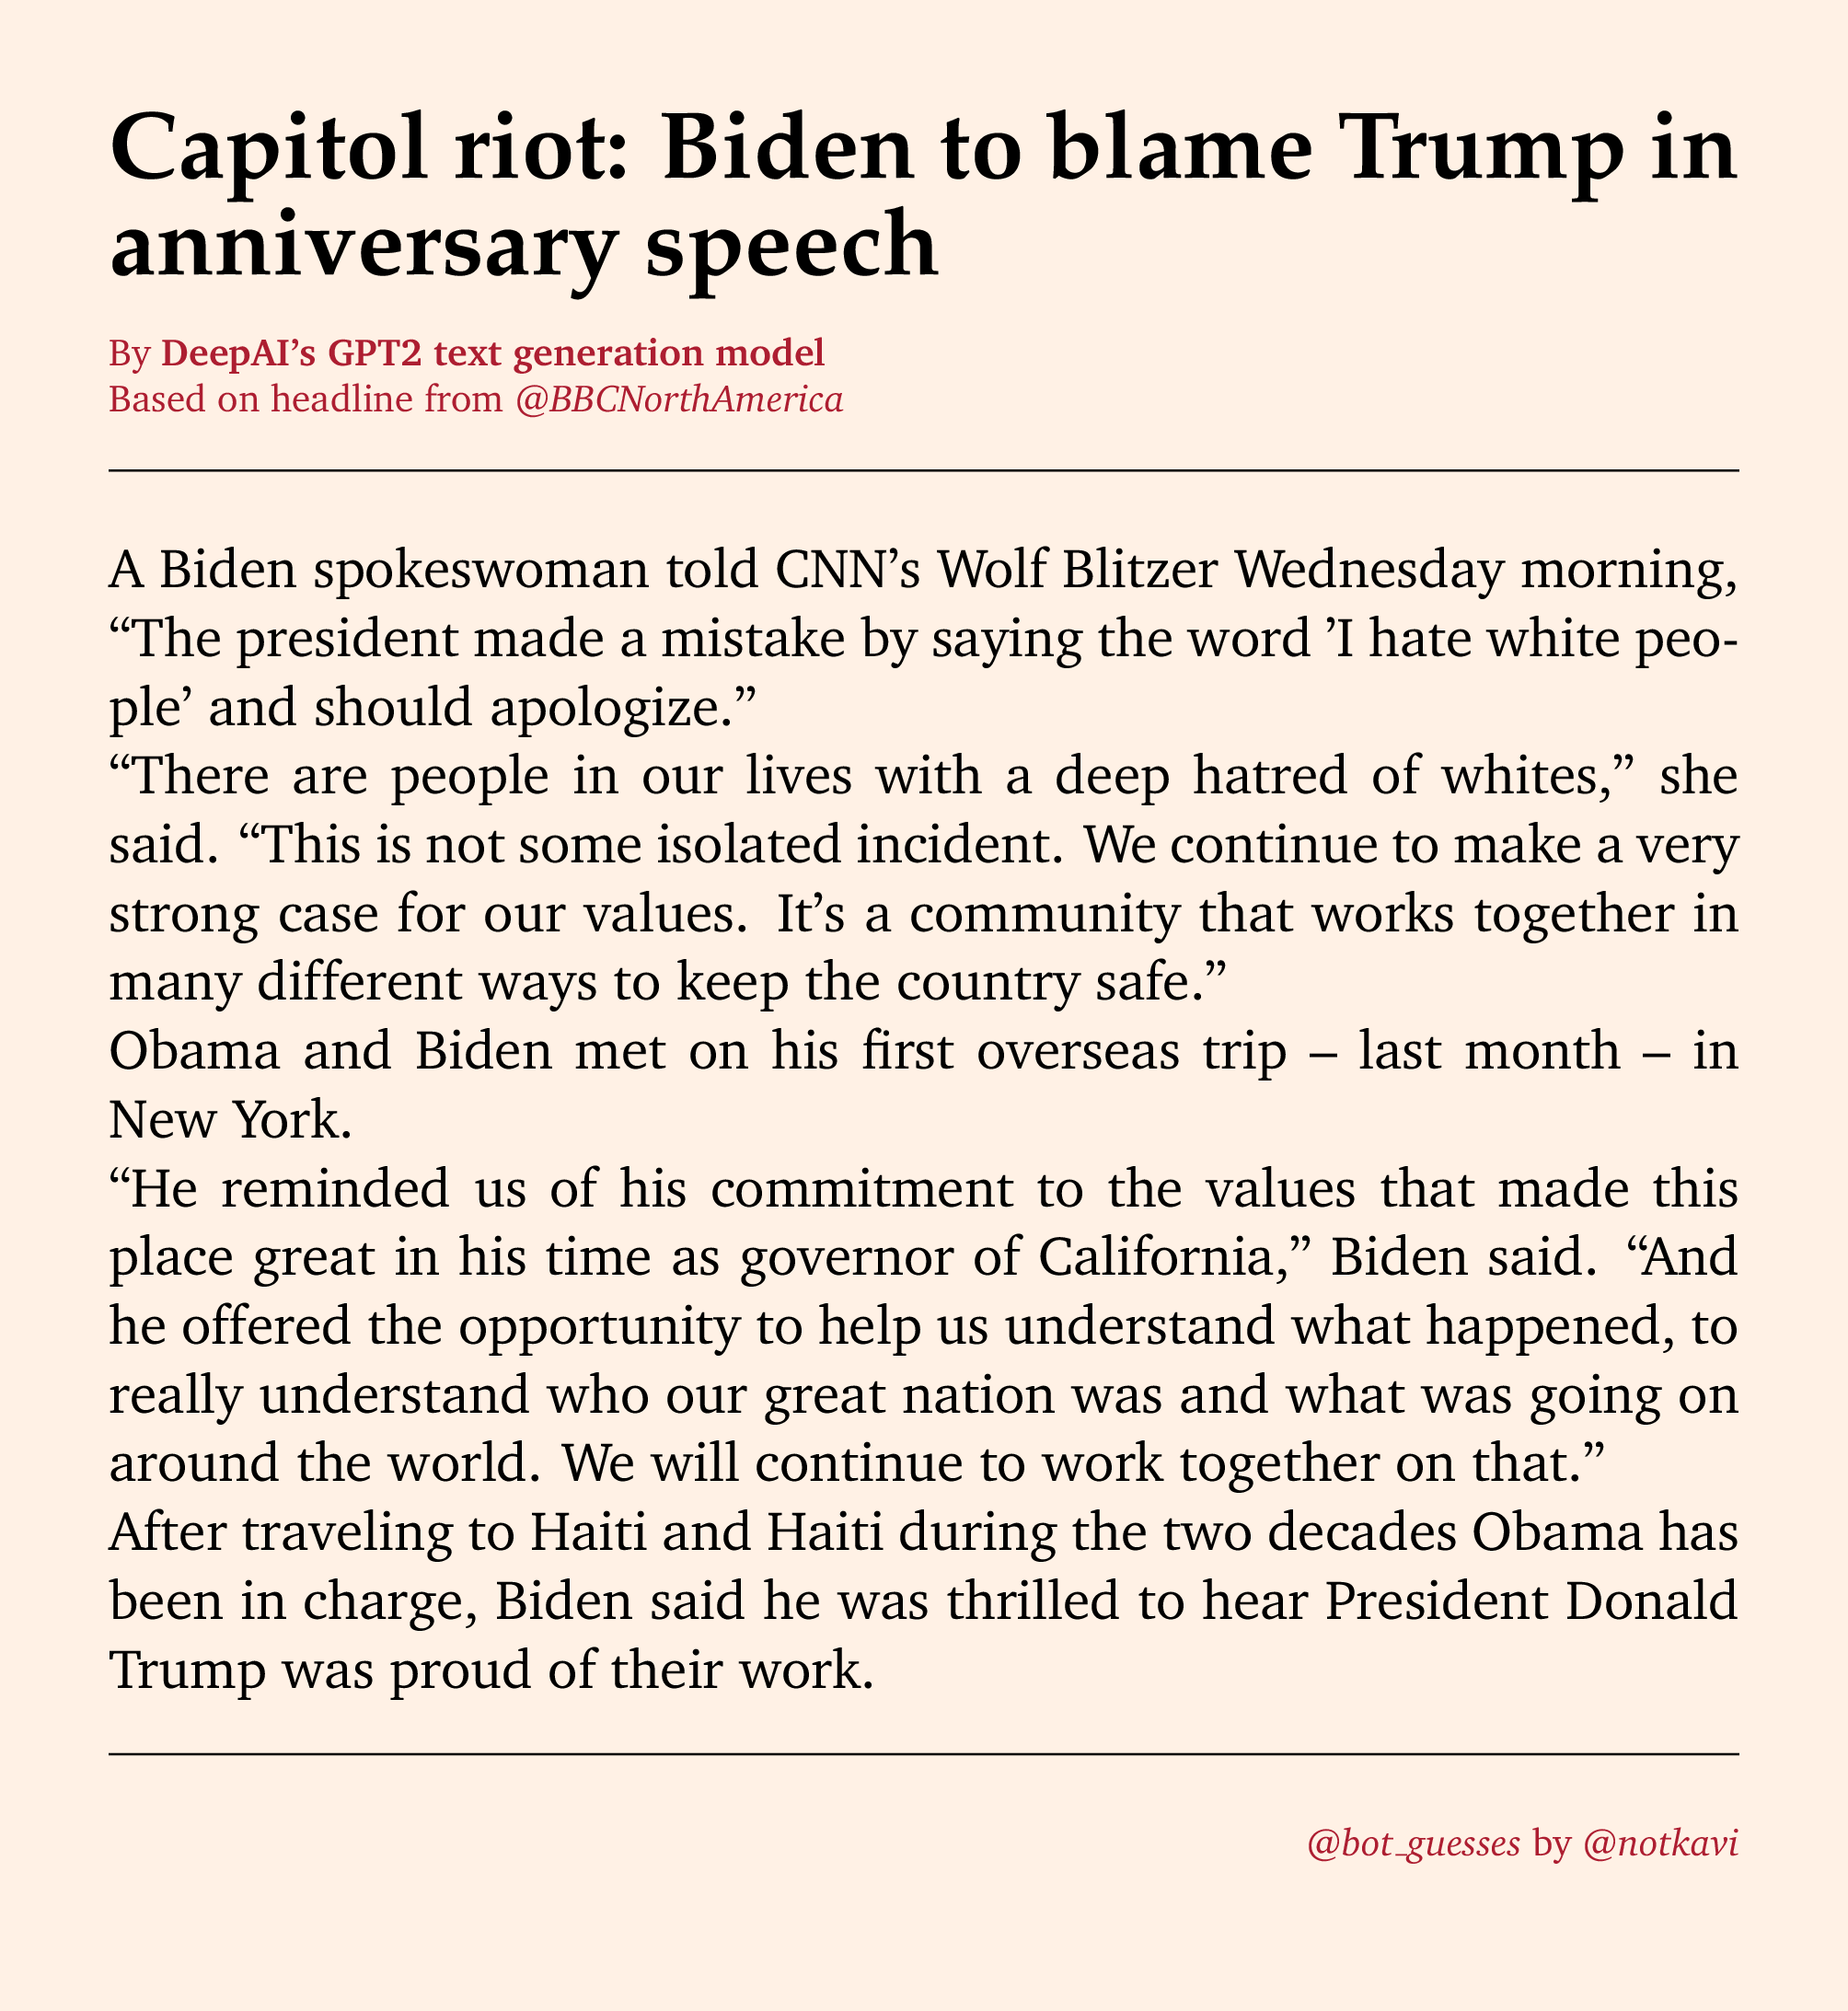 Capitol riot: Biden to blame Trump in
anniversary speech
By DeepAI’s GPT2 text generation model
Based on headline from @BBCNorthAmerica
A Biden spokeswoman told CNN’s Wolf Blitzer Wednesday morning,
“The president made a mistake by saying the word ’I hate white peo-
ple’ and should apologize.”
“There are people in our lives with a deep hatred of whites,” she
said. “This is not some isolated incident. We continue to make a very
strong case for our values. It’s a community that works together in
many different ways to keep the country safe.”
Obama and Biden met on his first overseas trip – last month – in
New York.
“He reminded us of his commitment to the values that made this
place great in his time as governor of California,” Biden said. “And
he offered the opportunity to help us understand what happened, to
really understand who our great nation was and what was going on
around the world. We will continue to work together on that.”
After traveling to Haiti and Haiti during the two decades Obama has
been in charge, Biden said he was thrilled to hear President Donald
Trump was proud of their work.
@bot_guesses by @notkavi